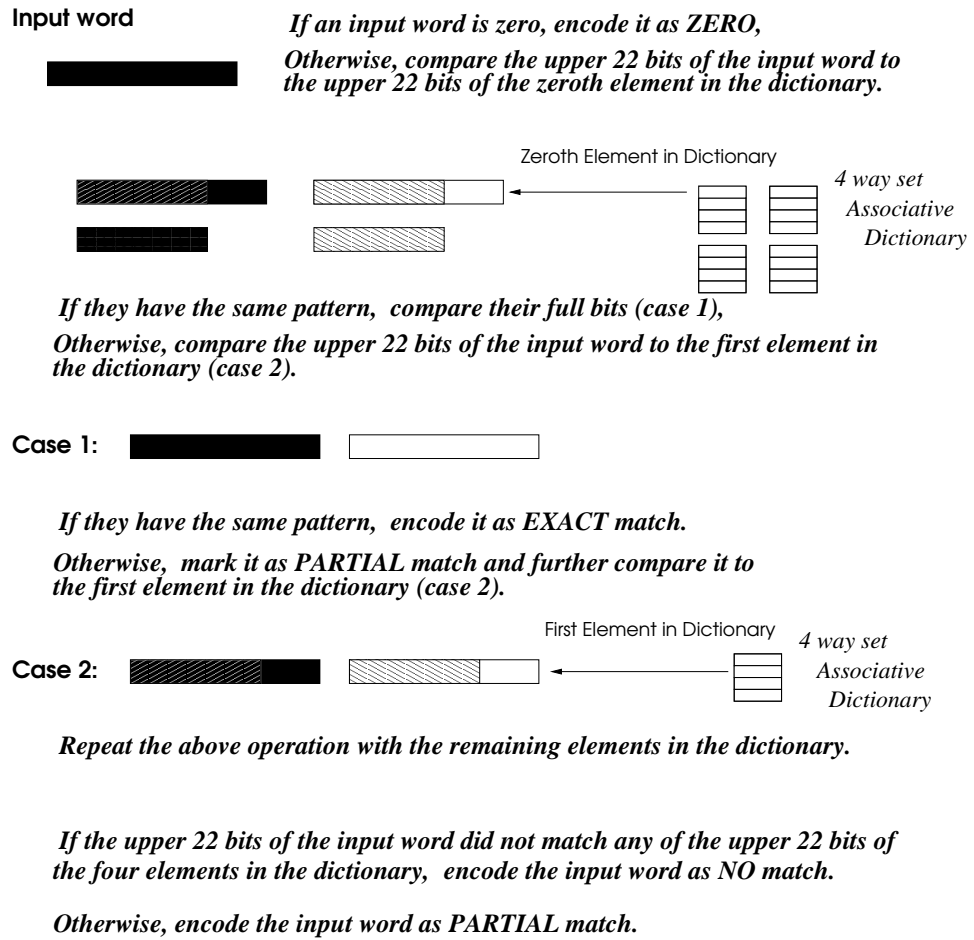 Input word
If an input word is zero, encode it as ZERO,
Otherwise, compare the upper 22 bits of the input word to
the upper 22 bits of the zeroth element in the dictionary.
Zeroth Element in Dictionary
4 way set
Associative
Dictionary
If they have the same pattern, compare their full bits (case 1),
Otherwise, compare the upper 22 bits of the input word to the first element in
the dictionary (case 2).
Case 1:
If they have the same pattern, encode it as EXACT match.
Otherwise, mark it as PARTIAL match and further compare it to
the first element in the dictionary (case 2).
First Element in Dictionary
4 way set
Associative
Dictionary
Case 2:
Repeat the above operation with the remaining elements in the dictionary.
If the upper 22 bits of the input word did not match any of the upper 22 bits of
the four elements in the dictionary, encode the input word as NO match.
Otherwise, encode the input word as PARTIAL match.